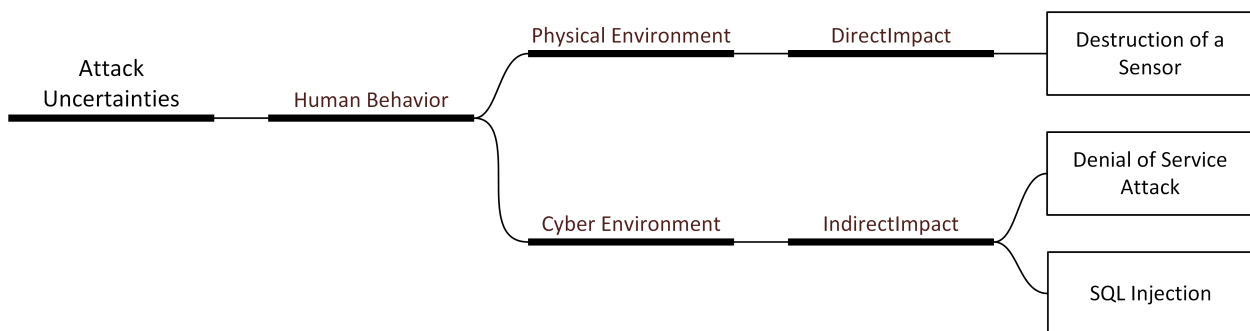 Attack
Uncertainties
Human Behavior
Physical Environment
DirectImpact
Destruction of a
Sensor
Cyber Environment
IndirectImpact
Denial of Service
Attack
SQL Injection